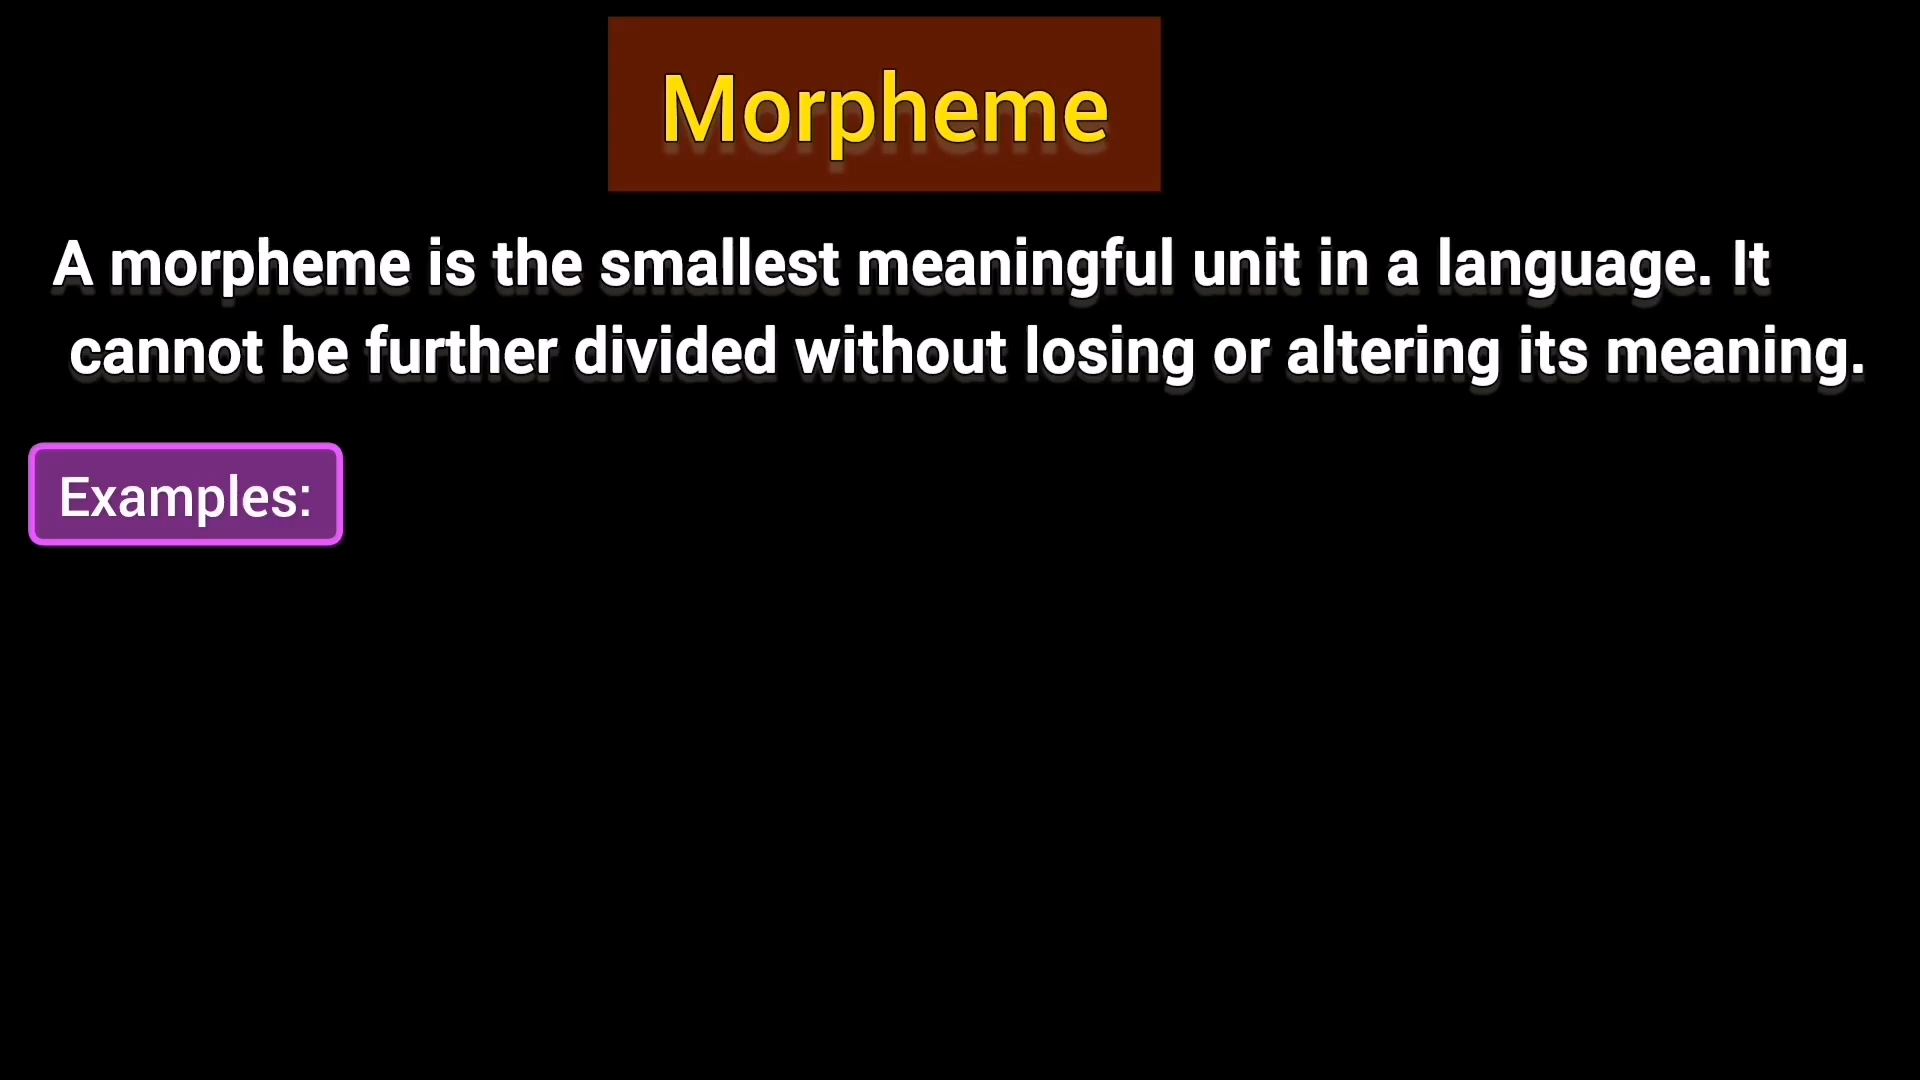 Morpheme
A morpheme is the smallest meaningful unit in a language. It
cannot be further divided without losing or altering its meaning.
Examples: